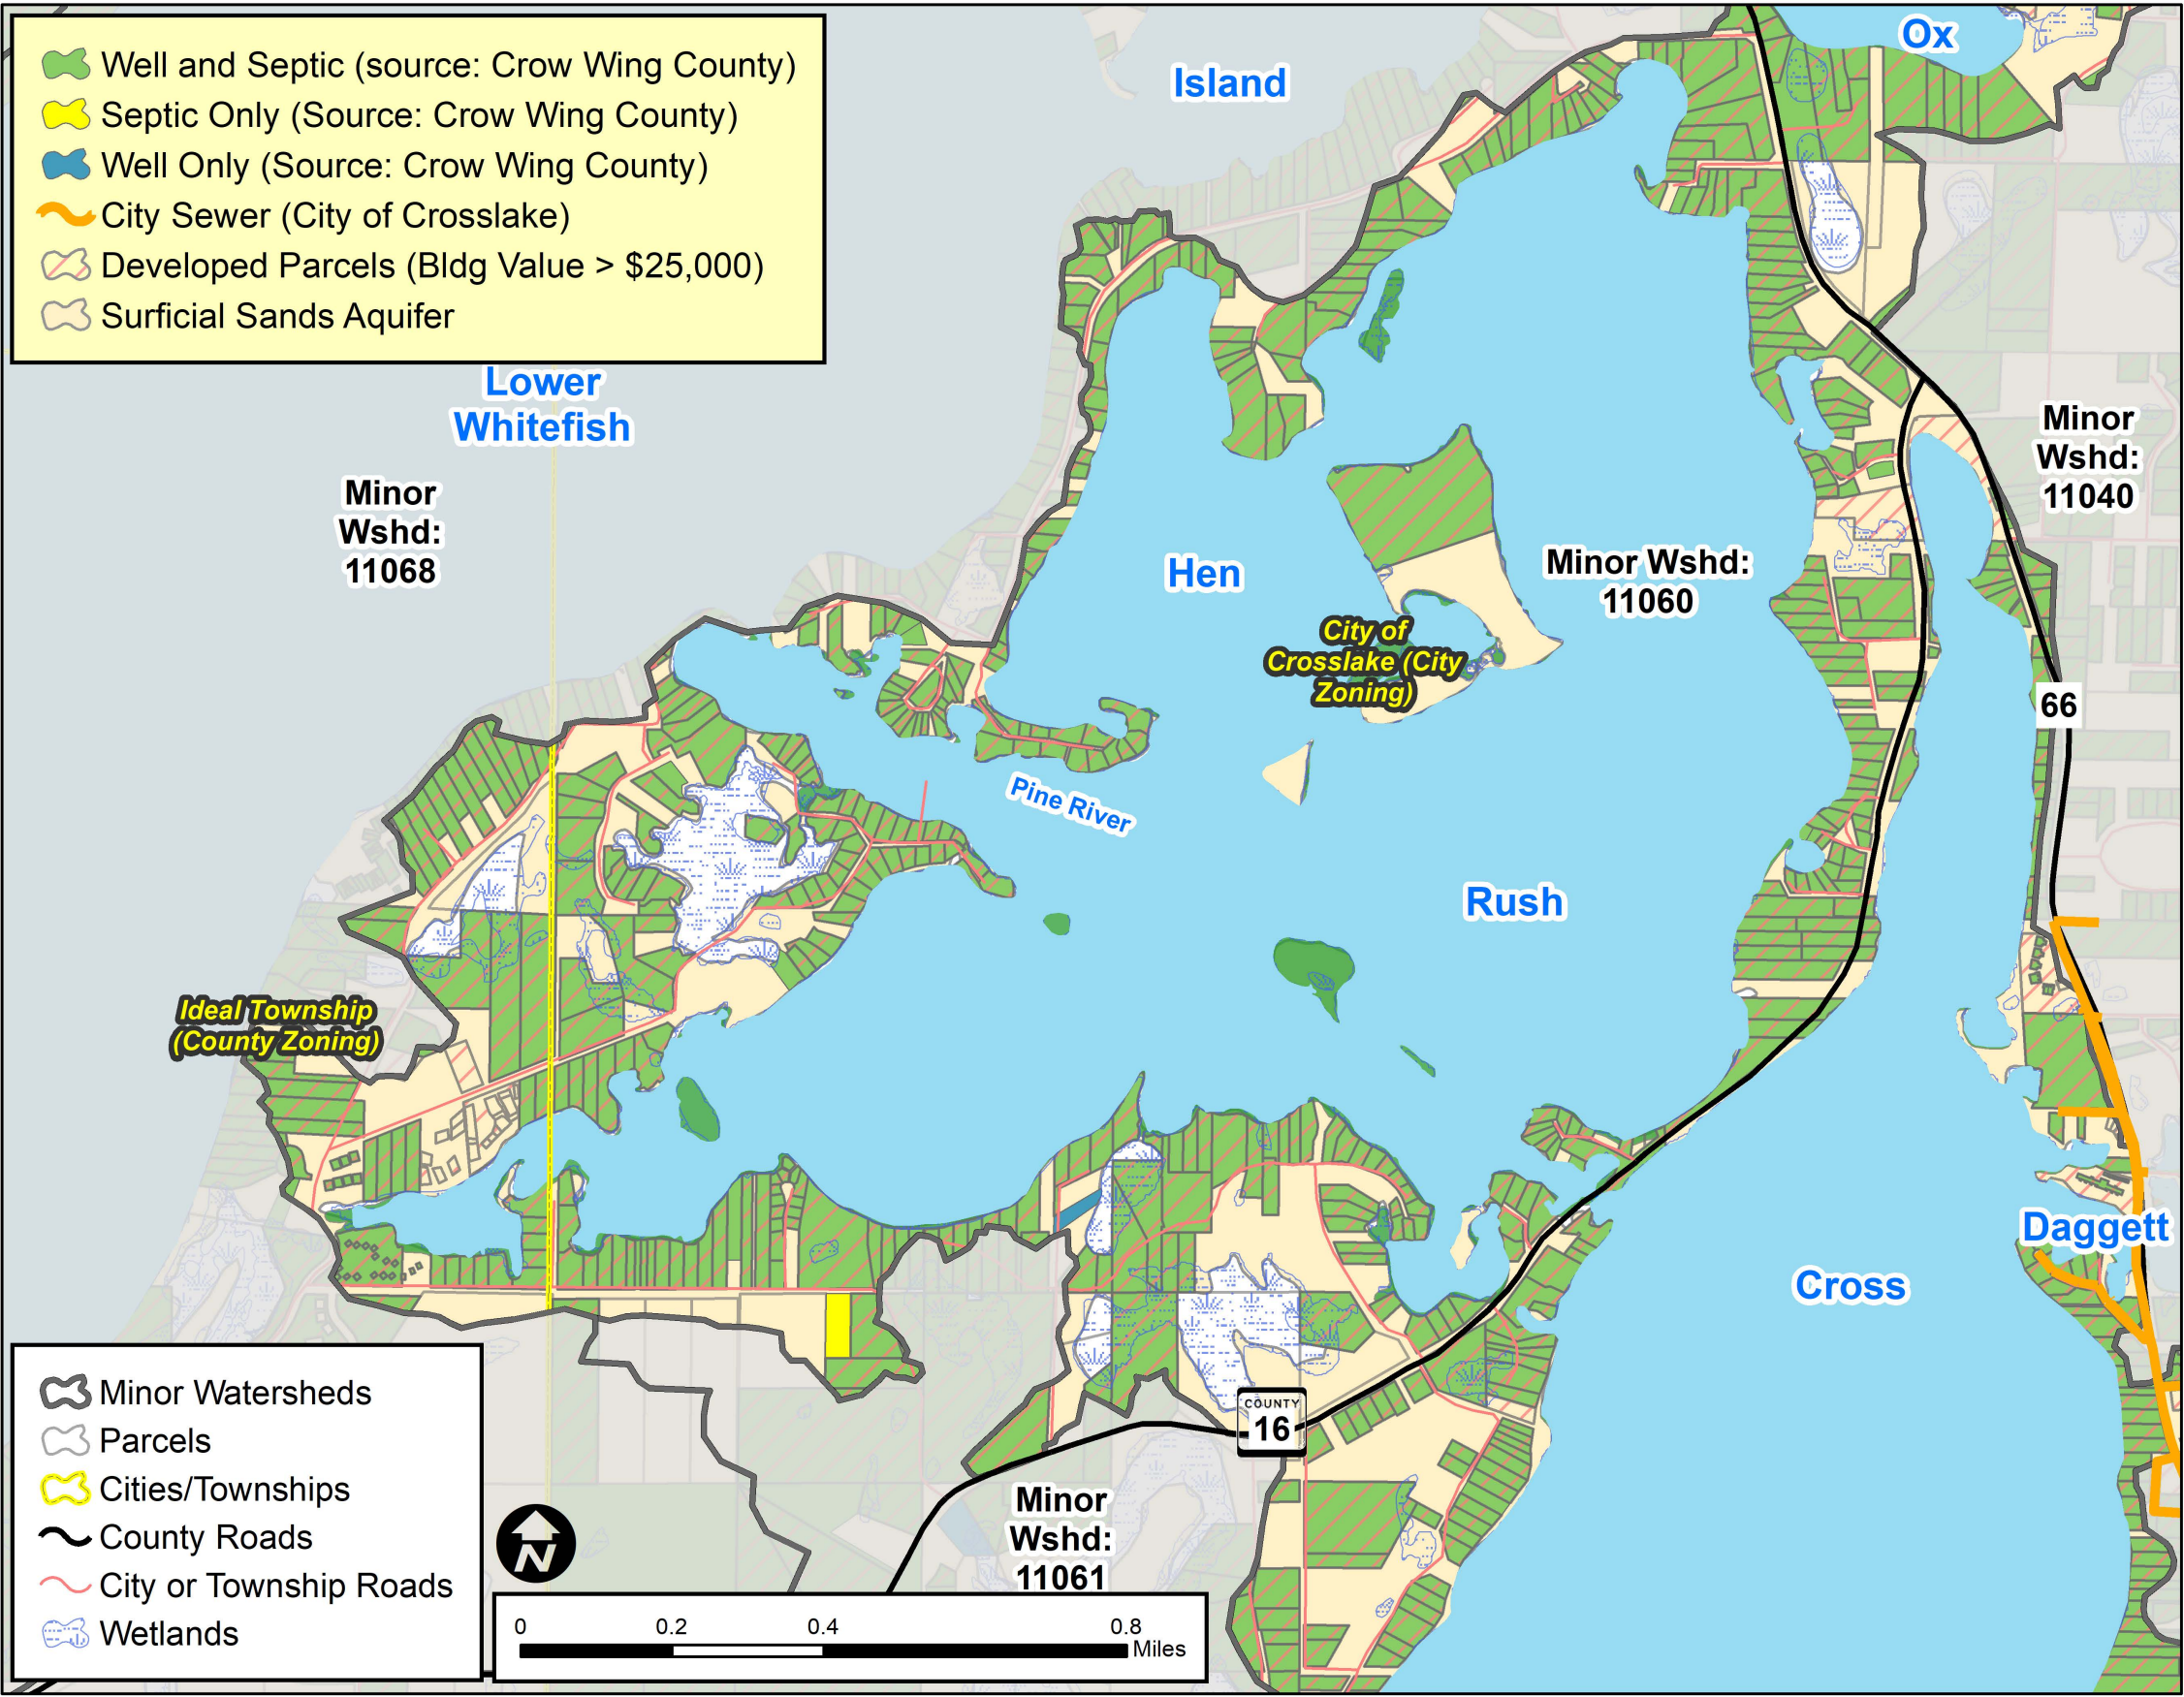 Well and Septic (source: Crow Wing County)
Septic Only (Source: Crow Wing County)
Well Only (Source: Crow Wing County)
City Sewer (City of Crosslake)
Developed Parcels (Bldg Value > $25,000)
Surficial Sands Aquifer
Ox
Island
Lower
Whitefish
Minor
Wshd:
11040
Minor
Wshd:
11068
Hen
Minor Wshd:
11060
City of
Crosslake (City
Zoning)
66
Pine River
Rush
Ideal Township
(County Zoning)
Daggett
Cross
COUNTY
16
Minor
Wshd:
11061
Minor Watersheds
Parcels
Cities/Townships
County Roads
City or Township Roads
Wetlands
N
0 0.2 0.4 0.8
Miles